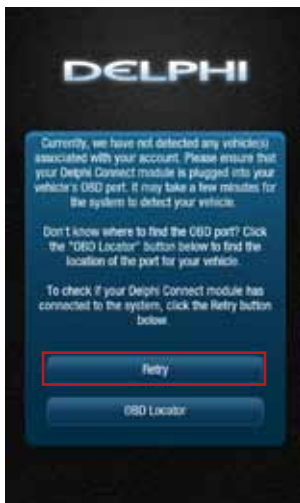 DELPHI
Currently, we have not detected any vehicle(s)
associated with your account. Please ensure that
your Delphi Connect module is plugged into your
vehicle's OBD port. It may take a few minutes for
the system to detect your vehicle.
Don't know where to find the OBD port? Click
the "OBD Locator" button below to find the
location of the port for your vehicle.
To check if your Delphi Connect module has
connected to the system, click the Retry button
below.
Retry
OBD Locator